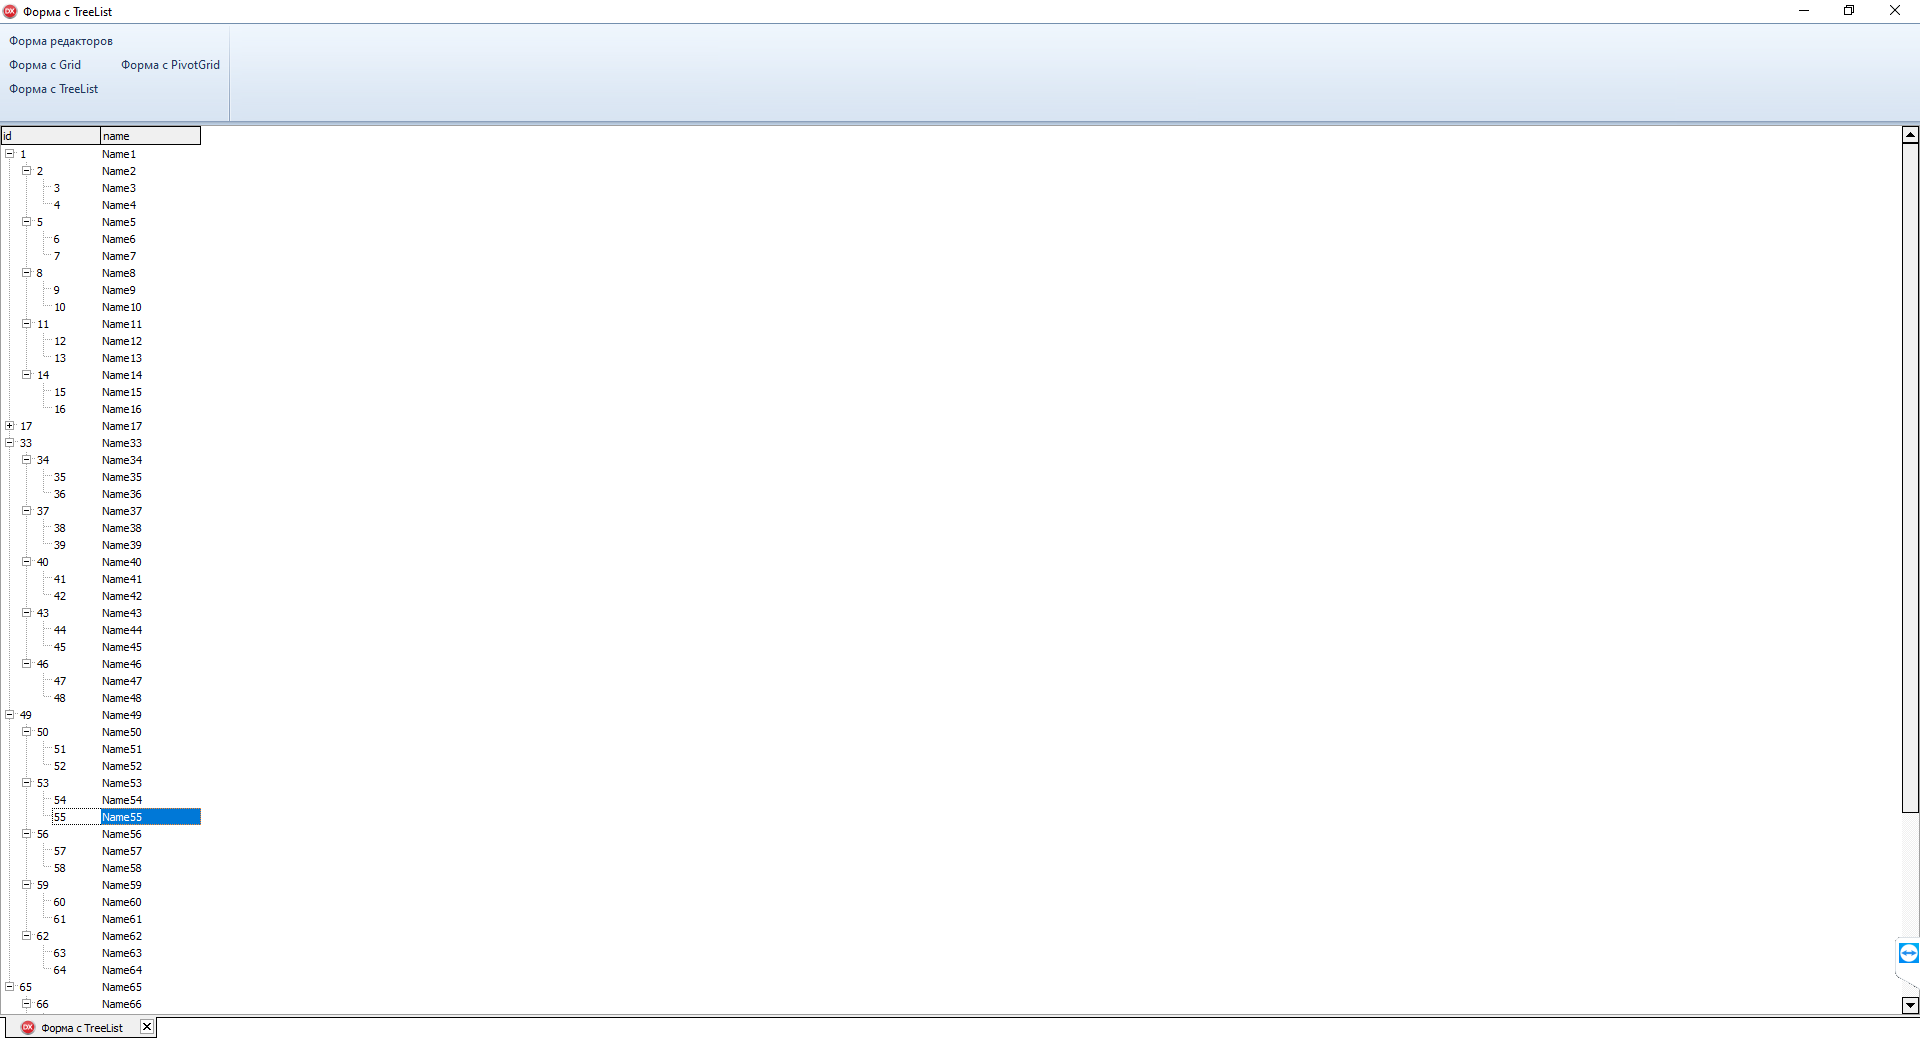 DX Форма с TreeList
Форма редакторов
Форма с Grid Форма с PivotGrid
Форма с TreeList
id name
1 Name1
2 Name2
3 Name3
4 Name4
5 Name5
6 Name6
7 Name7
8 Name8
9 Name9
10 Name10
11 Name11
12 Name12
13 Name13
14 Name14
15 Name15
16 Name16
17 Name17
33 Name33
34 Name34
35 Name35
36 Name36
37 Name37
38 Name38
39 Name39
40 Name40
41 Name41
42 Name42
43 Name43
44 Name44
45 Name45
46 Name46
47 Name47
48 Name48
49 Name49
50 Name50
51 Name51
52 Name52
53 Name53
54 Name54
55 Name55
56 Name56
57 Name57
58 Name58
59 Name59
60 Name60
61 Name61
62 Name62
63 Name63
64 Name64
65 Name65
66 Name66
DX Форма с TreeList